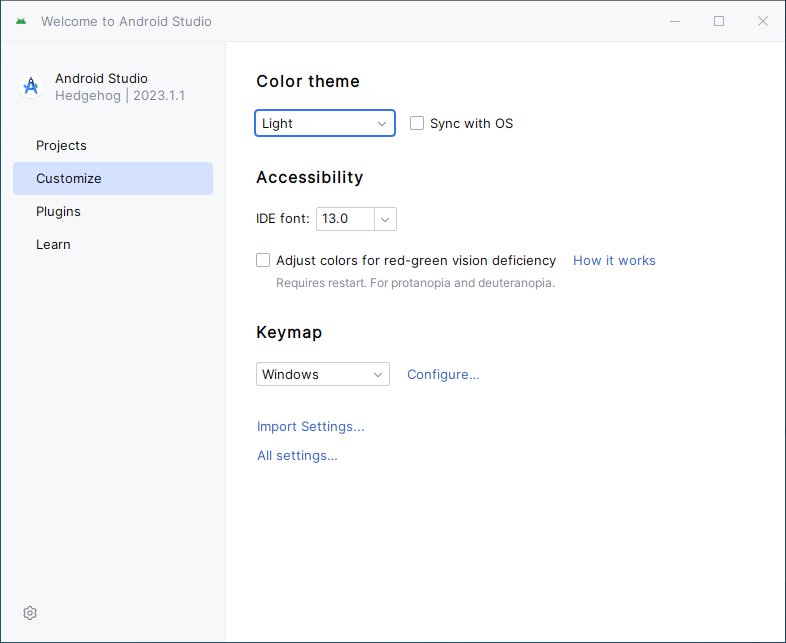 Welcome to Android Studio
Android Studio
Hedgehog | 2023.1.1
Projects
Customize
Plugins
Learn
Color theme
Light
Sync with OS
Accessibility
IDE font: 13.0
Adjust colors for red-green vision deficiency How it works
Requires restart. For protanopia and deuteranopia.
Keymap
Windows Configure...
Import Settings...
All settings...